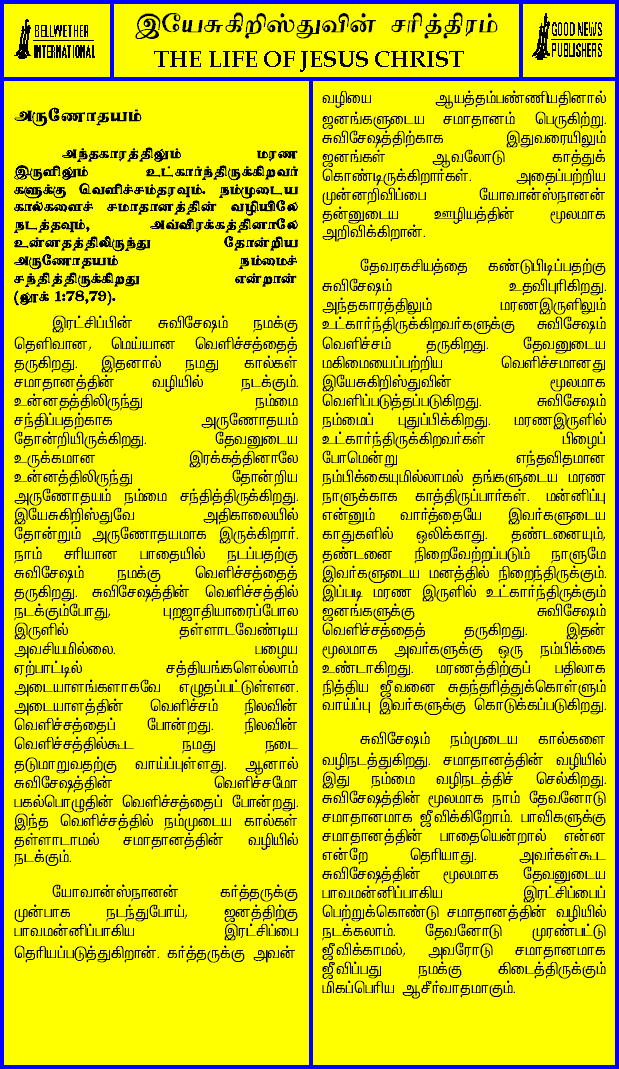 BELLWETHER
INTERNATIONAL
இயேசுகிறிஸ்துவின் சரித்திரம்
THE LIFE OF JESUS CHRIST
GOOD NEWS
PUBLISHERS
அருணோதயம்
அந்தகாரத்திலும் மரண
இருளிலும் உட்கார்ந்திருக்கிறவர்
களுக்கு வெளிச்சம்தரவும். நம்முடைய
கால்களைச் சமாதானத்தின் வழியிலே
நடத்தவும், அவ்விரக்கத்தினாலே
உன்னதத்திலிருந்து தோன்றிய
அருணோதயம் நம்மைச்
சந்தித்திருக்கிறது என்றான்
(லூக் 1:78,79).
இரட்சிப்பின் சுவிசேஷம் நமக்கு
தெளிவான, மெய்யான வெளிச்சத்தைத்
தருகிறது. இதனால் நமது கால்கள்
சமாதானத்தின் வழியில் நடக்கும்.
உன்னதத்திலிருந்து நம்மை
சந்திப்பதற்காக அருணோதயம்
தோன்றியிருக்கிறது. தேவனுடைய
உருக்கமான இரக்கத்தினாலே
உன்னத்திலிருந்து தோன்றிய
அருணோதயம் நம்மை சந்தித்திருக்கிறது.
இயேசுகிறிஸ்துவே அதிகாலையில்
தோன்றும் அருணோதயமாக இருக்கிறார்.
நாம் சரியான பாதையில் நடப்பதற்கு
சுவிசேஷம் நமக்கு வெளிச்சத்தைத்
தருகிறது. சுவிசேஷத்தின் வெளிச்சத்தில்
நடக்கும்போது, புறஜாதியாரைப்போல
இருளில் தள்ளாடவேண்டிய
அவசியமில்லை. பழைய
ஏற்பாட்டில் சத்தியங்களெல்லாம்
அடையாளங்களாகவே எழுதப்பட்டுள்ளன.
அடையாளத்தின் வெளிச்சம் நிலவின்
வெளிச்சத்தைப் போன்றது. நிலவின்
வெளிச்சத்தில்கூட நமது நடை
தடுமாறுவதற்கு வாய்ப்புள்ளது. ஆனால்
சுவிசேஷத்தின் வெளிச்சமோ
பகல்பொழுதின் வெளிச்சத்தைப் போன்றது.
இந்த வெளிச்சத்தில் நம்முடைய கால்கள்
தள்ளாடாமல் சமாதானத்தின் வழியில்
நடக்கும்.
யோவான்ஸ்நானன் கர்த்தருக்கு
முன்பாக நடந்துபோய், ஜனத்திற்கு
பாவமன்னிப்பாகிய இரட்சிப்பை
தெரியப்படுத்துகிறான். கர்த்தருக்கு அவன்
வழியை ஆயத்தம்பண்ணியதினால்
ஜனங்களுடைய சமாதானம் பெருகிற்று.
சுவிசேஷத்திற்காக இதுவரையிலும்
ஜனங்கள் ஆவலோடு காத்துக்
கொண்டிருக்கிறார்கள். அதைப்பற்றிய
முன்னறிவிப்பை யோவான்ஸ்நானன்
தன்னுடைய ஊழியத்தின் மூலமாக
அறிவிக்கிறான்.
தேவரகசியத்தை கண்டுபிடிப்பதற்கு
சுவிசேஷம் உதவிபுரிகிறது.
அந்தகாரத்திலும் மரணஇருளிலும்
உட்கார்ந்திருக்கிறவர்களுக்கு சுவிசேஷம்
வெளிச்சம் தருகிறது. தேவனுடைய
மகிமையைப்பற்றிய வெளிச்சமானது
இயேசுகிறிஸ்துவின் மூலமாக
வெளிப்படுத்தப்படுகிறது. சுவிசேஷம்
நம்மைப் புதுப்பிக்கிறது. மரணஇருளில்
உட்கார்ந்திருக்கிறவர்கள் பிழைப்
போமென்று எந்தவிதமான
நம்பிக்கையுமில்லாமல் தங்களுடைய மரண
நாளுக்காக காத்திருப்பார்கள். மன்னிப்பு
என்னும் வார்த்தையே இவர்களுடைய
காதுகளில் ஒலிக்காது. தண்டனையும்,
தண்டனை நிறைவேற்றப்படும் நாளுமே
இவர்களுடைய மனத்தில் நிறைந்திருக்கும்.
இப்படி மரண இருளில் உட்கார்ந்திருக்கும்
ஜனங்களுக்கு சுவிசேஷம்
வெளிச்சத்தைத் தருகிறது. இதன்
மூலமாக அவர்களுக்கு ஒரு நம்பிக்கை
உண்டாகிறது. மரணத்திற்குப் பதிலாக
நித்திய ஜீவனை சுதந்தரித்துக்கொள்ளும்
வாய்ப்பு இவர்களுக்கு கொடுக்கப்படுகிறது.
சுவிசேஷம் நம்முடைய கால்களை
வழிநடத்துகிறது. சமாதானத்தின் வழியில்
இது நம்மை வழிநடத்திச் செல்கிறது.
சுவிசேஷத்தின் மூலமாக நாம் தேவனோடு
சமாதானமாக ஜீவிக்கிறோம். பாவிகளுக்கு
சமாதானத்தின் பாதையென்றால் என்ன
என்றே தெரியாது. அவர்கள்கூட
சுவிசேஷத்தின் மூலமாக தேவனுடைய
பாவமன்னிப்பாகிய இரட்சிப்பைப்
பெற்றுக்கொண்டு சமாதானத்தின் வழியில்
நடக்கலாம். தேவனோடு முரண்பட்டு
ஜீவிக்காமல், அவரோடு சமாதானமாக
ஜீவிப்பது நமக்கு கிடைத்திருக்கும்
மிகப்பெரிய ஆசீர்வாதமாகும்.